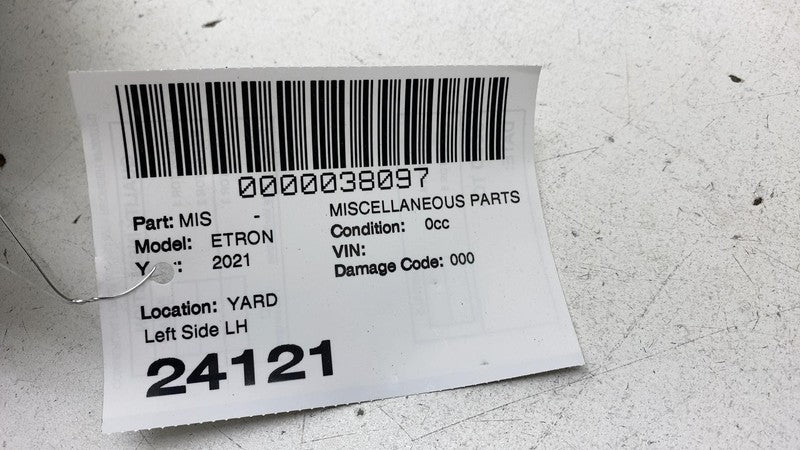 0000038097
Part: MIS - MISCELLANEOUS PARTS
Model: ETRON Condition: 0cc
Y r: 2021 VIN:
Damage Code: 000
Location: YARD
Left Side LH
24121